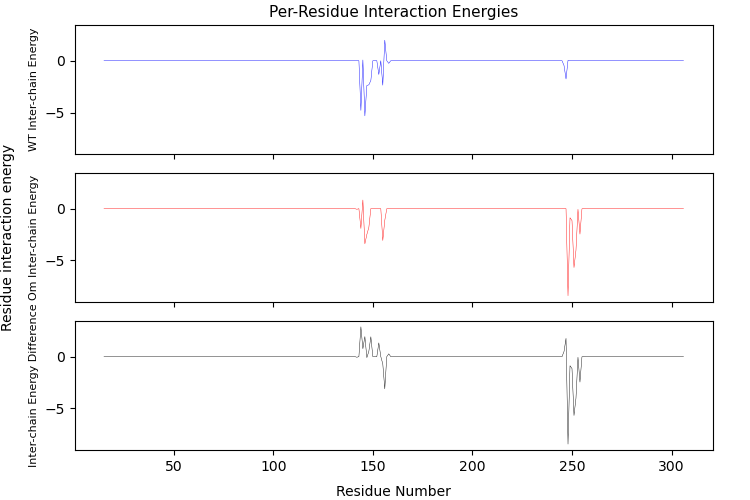 Per-Residue Interaction Energies
Residue interaction energy
WT Inter-chain Energy
0
−5
Om Inter-chain Energy
0
−5
Inter-chain Energy Difference
0
−5
50
100
150
200
250
300
Residue Number